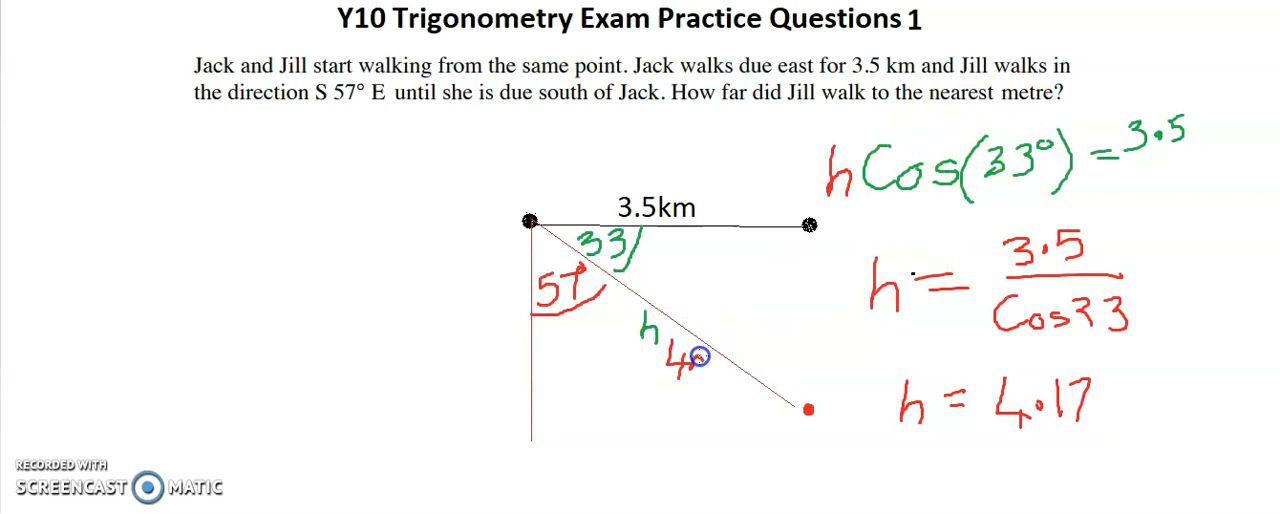 Y10 Trigonometry Exam Practice Questions 1
Jack and Jill start walking from the same point. Jack walks due east for 3.5 km and Jill walks in
the direction S 57° E until she is due south of Jack. How far did Jill walk to the nearest metre?
hCos(33°) = 3.5
3.5km
33
57°
h = 3.5
Cos33
h
4
h = 4.17
RECORDED WITH
SCREENCAST MATIC